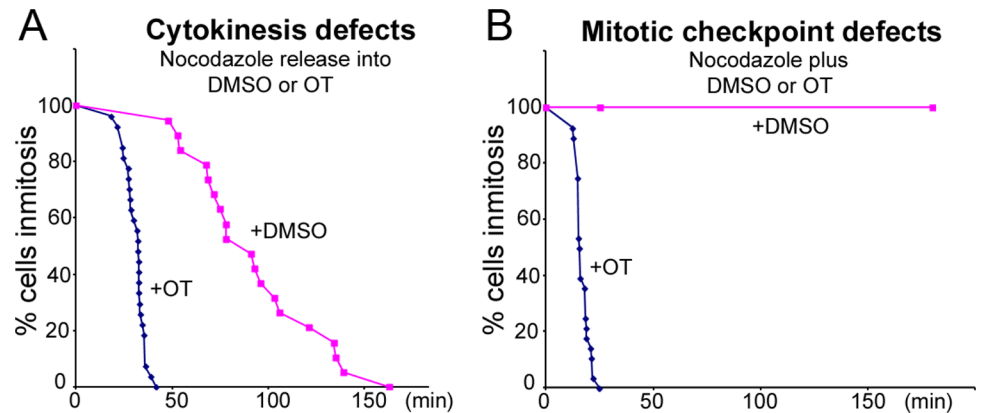 A
Cytokinesis defects
Nocodazole release into
DMSO or OT
% cells inmitosis
100
80
60
40
20
0
+DMSO
+OT
0
50
100
150
(min)
B
Mitotic checkpoint defects
Nocodazole plus
DMSO or OT
% cells inmitosis
100
80
60
40
20
0
+DMSO
+OT
0
50
100
150
(min)